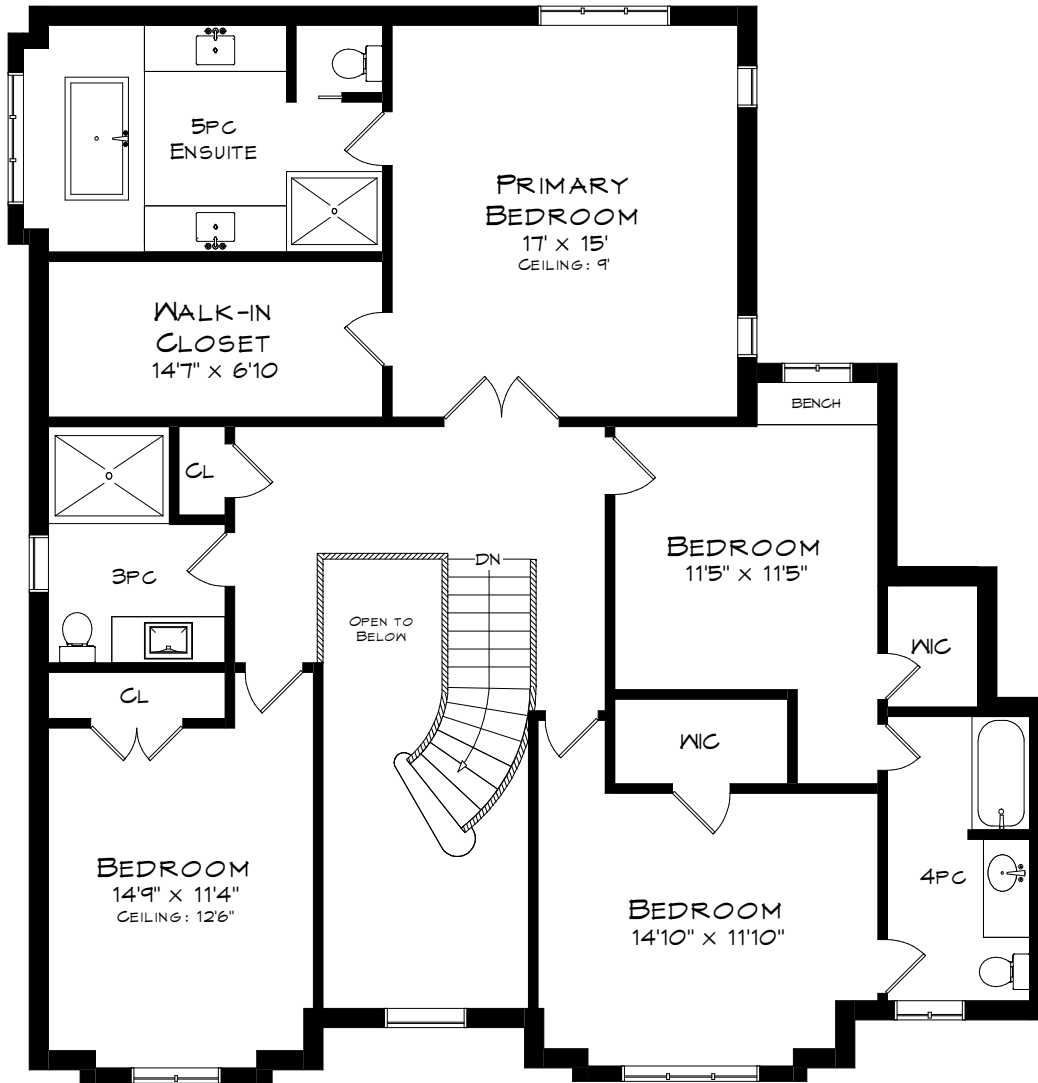 5PC
ENSUITE
PRIMARY
BEDROOM
17' X 15'
CEILING: 9'
WALK-IN
CLOSET
14'7" X 6'10
BENCH
CL
BEDROOM
11'5" X 11'5"
DN
3PC
OPEN TO
BELOW
WIC
CL
WIC
BEDROOM
14'9" X 11'4"
CEILING: 12'6"
4PC
BEDROOM
14'10" X 11'10"